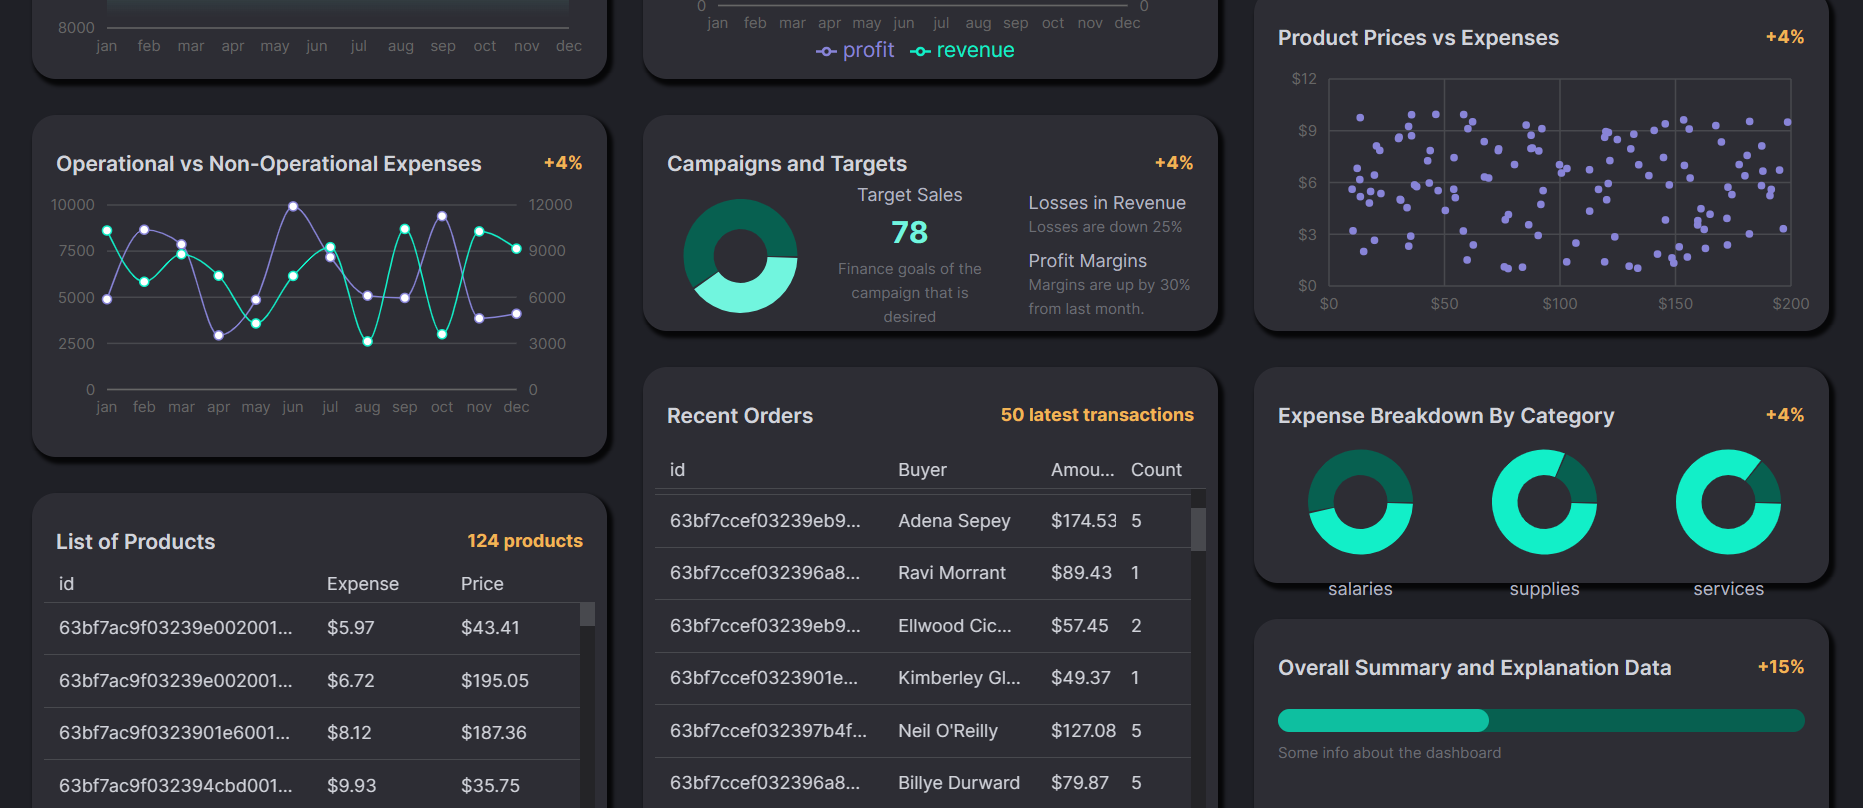 8000
jan feb mar apr may jun jul aug sep oct nov dec
0 0
jan feb mar apr may jun jul aug sep oct nov dec
profit revenue
Operational vs Non-Operational Expenses +4%
10000 12000
7500 9000
5000 6000
2500 3000
0 0
jan feb mar apr may jun jul aug sep oct nov dec
List of Products 124 products
id Expense Price
63bf7ac9f03239e002001... $5.97 $43.41
63bf7ac9f03239e002001... $6.72 $195.05
63bf7ac9f0323901e6001... $8.12 $187.36
63bf7ac9f032394cbd001... $9.93 $35.75
Campaigns and Targets +4%
Target Sales
78
Finance goals of the
campaign that is
desired
Losses in Revenue
Losses are down 25%
Profit Margins
Margins are up by 30%
from last month.
Recent Orders 50 latest transactions
id Buyer Amou... Count
63bf7ccef03239eb9... Adena Sepey $174.53 5
63bf7ccef032396a8... Ravi Morrant $89.43 1
63bf7ccef03239eb9... Ellwood Cic... $57.45 2
63bf7ccef0323901e... Kimberley Gl... $49.37 1
63bf7ccef032397b4f... Neil O'Reilly $127.08 5
63bf7ccef032396a8... Billye Durward $79.87 5
Product Prices vs Expenses +4%
$12
$9
$6
$3
$0
$0 $50 $100 $150 $200
Expense Breakdown By Category +4%
salaries supplies services
Overall Summary and Explanation Data +15%
Some info about the dashboard